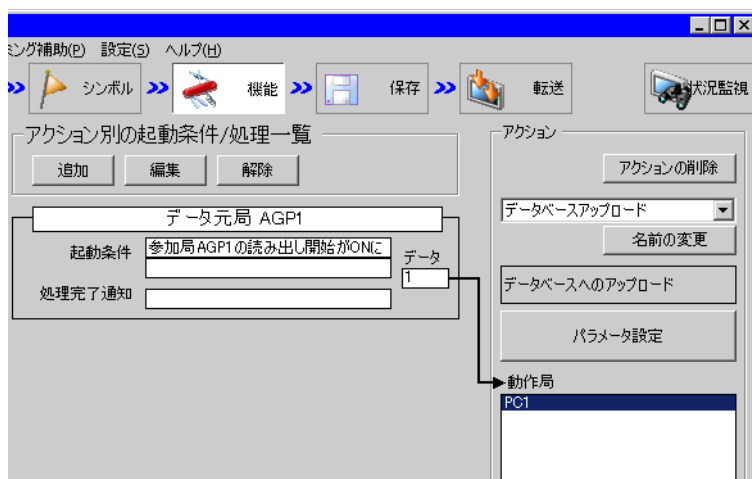 ミング補助(P) 設定(S) ヘルプ(H)
シンボル 機能 保存 転送 状況監視
アクション別の起動条件/処理一覧
追加 編集 解除
データ元局 AGP1
起動条件 参加局AGP1の読み出し開始がONに
データ
1
処理完了通知
アクション
アクションの削除
データベースアップロード
名前の変更
データベースへのアップロード
パラメータ設定
動作局
PC1